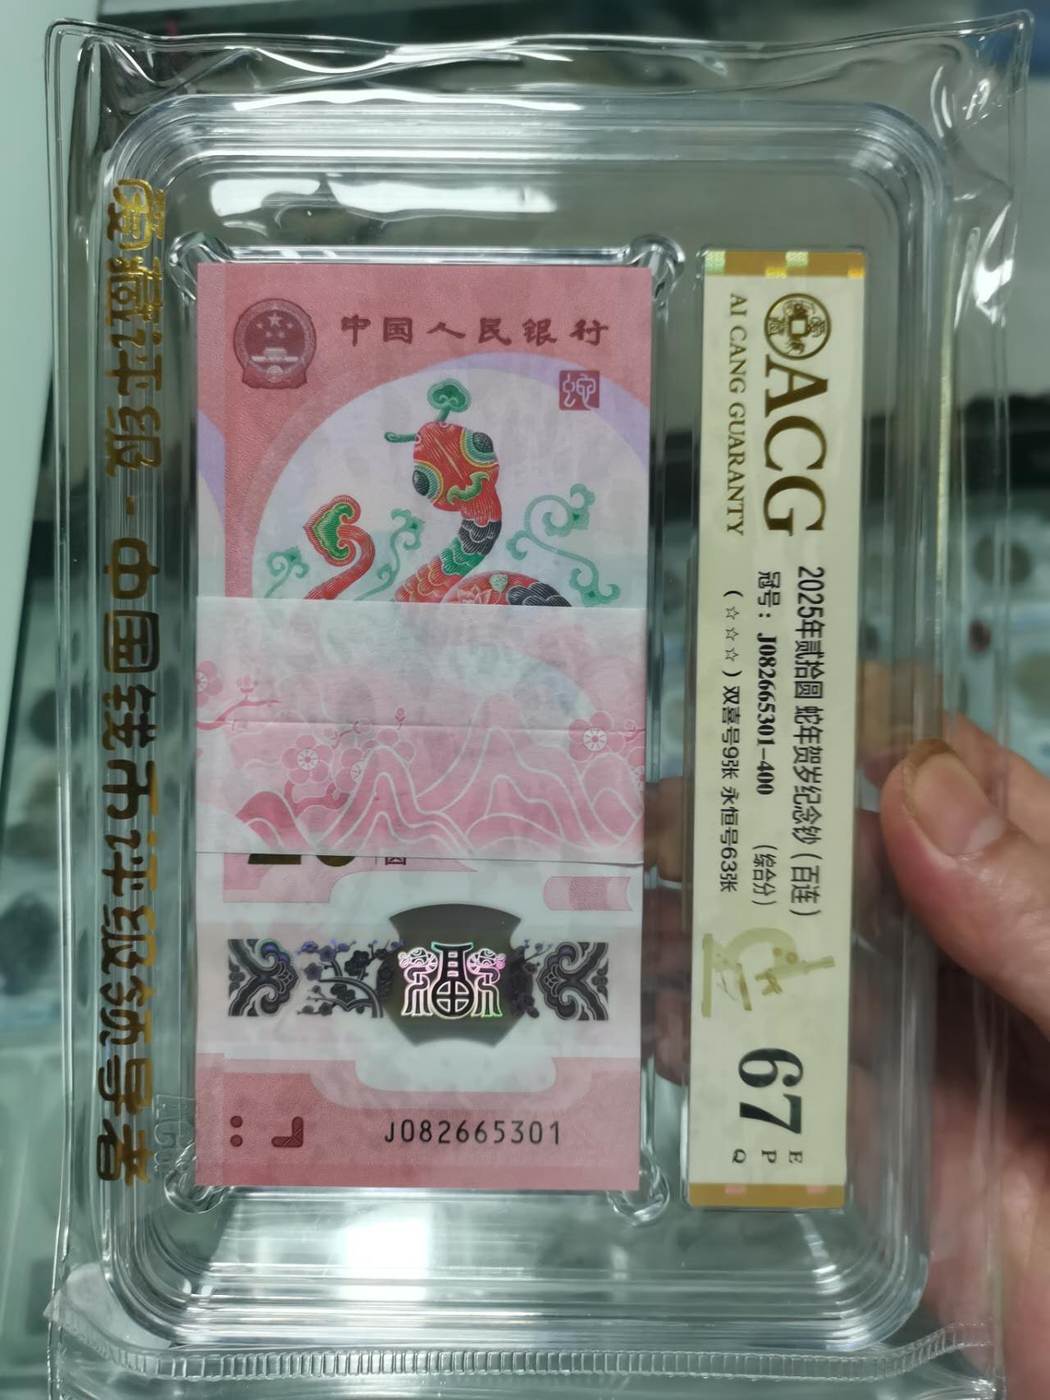 中国人民银行
蛇
J082665301
ACG
AI CANG GUARANTY
2025年贰拾圆 蛇年贺岁纪念钞（百连）
冠号：J082665301-400 （综合分）
（☆☆☆）双喜号9张 永恒号63张
67
E
P
Q
爱藏评级-中国钱币评级领导者